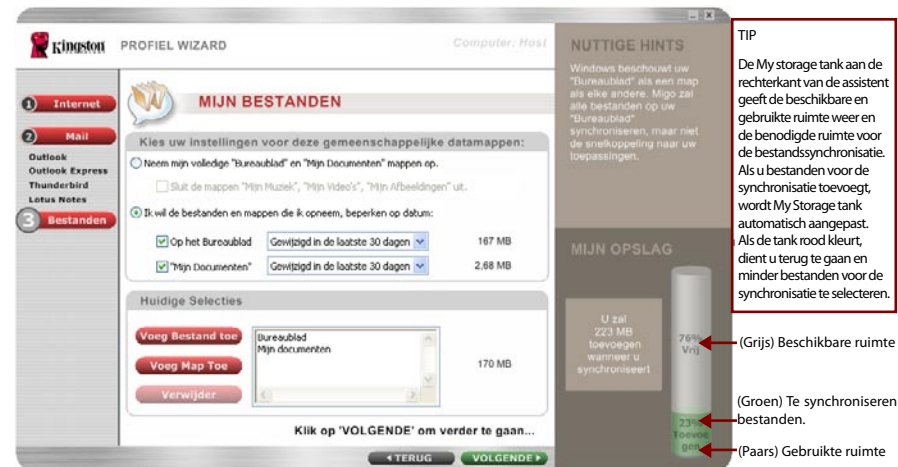 Kingston
PROFIEL WIZARD
Computer: Host
1 Internet
2 Mail
Outlook
Outlook Express
Thunderbird
Lotus Notes
3 Bestanden
MIJN BESTANDEN
Kies uw instellingen voor deze gemeenschappelijke datamappen:
Neem mijn volledige "Bureaublad" en "Mijn Documenten" mappen op.
Sluit de mappen "Mijn Muziek", "Mijn Video's", "Mijn Afbeeldingen" uit.
Ik wil de bestanden en mappen die ik opneem, beperken op datum:
Op het Bureaublad
Gewijzigd in de laatste 30 dagen
167 MB
"Mijn Documenten"
Gewijzigd in de laatste 30 dagen
2,68 MB
Huidige Selecties
Voeg Bestand toe
Voeg Map Toe
Verwijder
Bureaublad
Mijn documenten
170 MB
Klik op 'VOLGENDE' om verder te gaan...
TERUG
VOLGENDE
NUTTIGE HINTS
Windows beschouwt uw
"Bureaublad" als een map
als elke andere. Migo zal
alle bestanden op uw
"Bureaublad"
synchroniseren, maar niet
de snelkoppeling naar uw
toepassingen.
MIJN OPSLAG
U zal
223 MB
toevoegen
wanneer u
synchroniseert
76%
Vrij
23%
Toevoe
gen
TIP
De My storage tank aan de
rechterkant van de assistent
geeft de beschikbare en
gebruikte ruimte weer en
de benodigde ruimte voor
de bestandssynchronisatie.
Als u bestanden voor de
synchronisatie toevoegt,
wordt My Storage tank
automatisch aangepast.
Als de tank rood kleurt,
dient u terug te gaan en
minder bestanden voor de
synchronisatie te selecteren.
(Grijs) Beschikbare ruimte
(Groen) Te synchroniseren
bestanden.
(Paars) Gebruikte ruimte